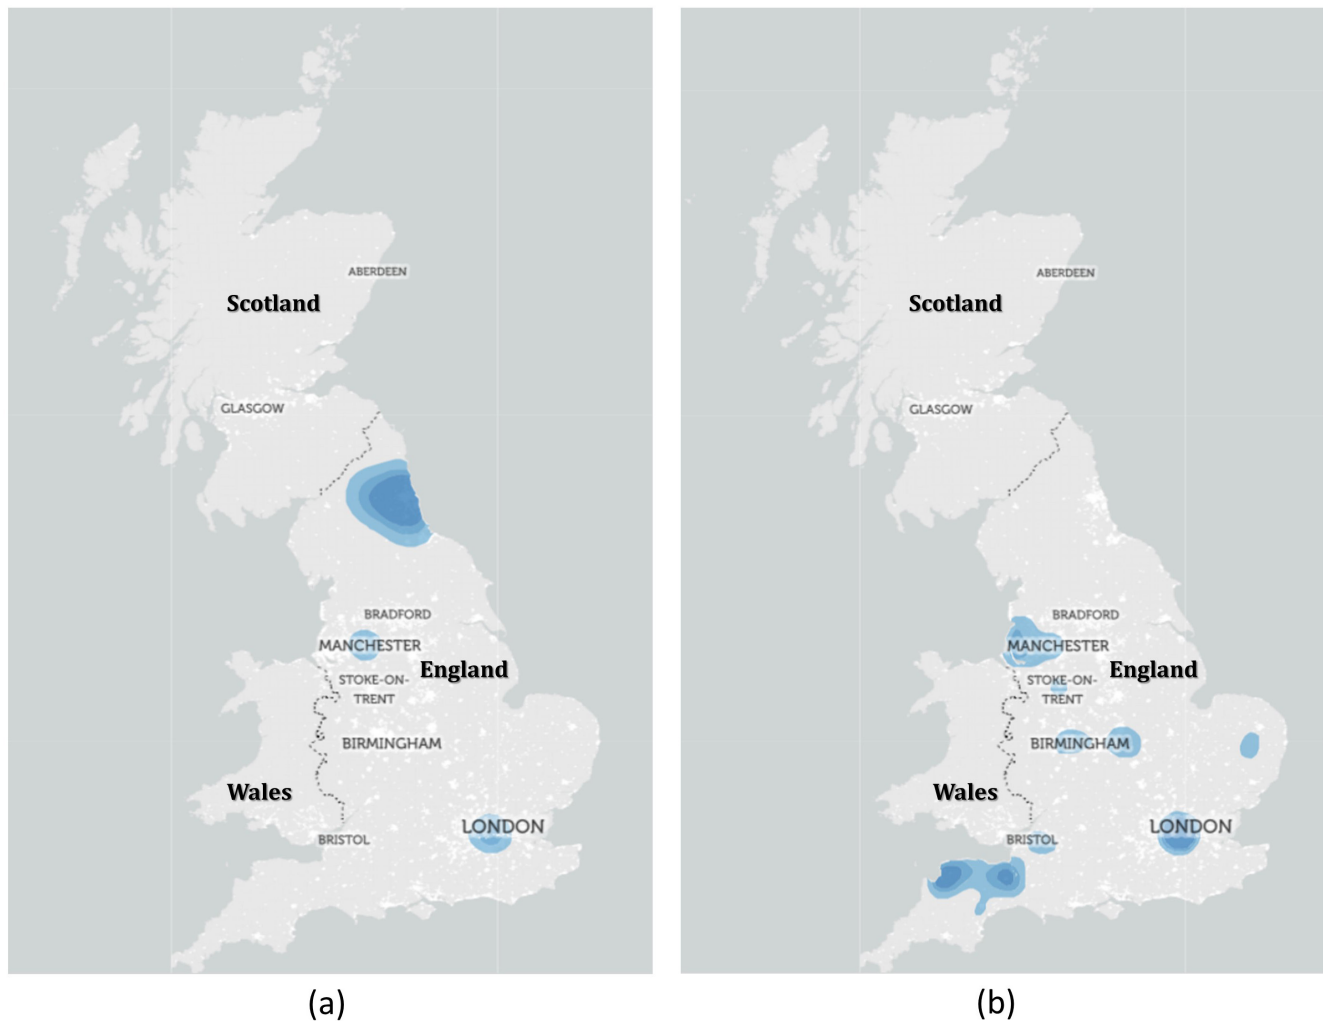 ABERDEEN
Scotland
GLASGOW
BRADFORD
MANCHESTER
England
STOKE-ON-
TRENT
BIRMINGHAM
Wales
LONDON
BRISTOL
(a)
ABERDEEN
Scotland
GLASGOW
BRADFORD
MANCHESTER
England
STOKE-ON-
TRENT
BIRMINGHAM
Wales
LONDON
BRISTOL
(b)